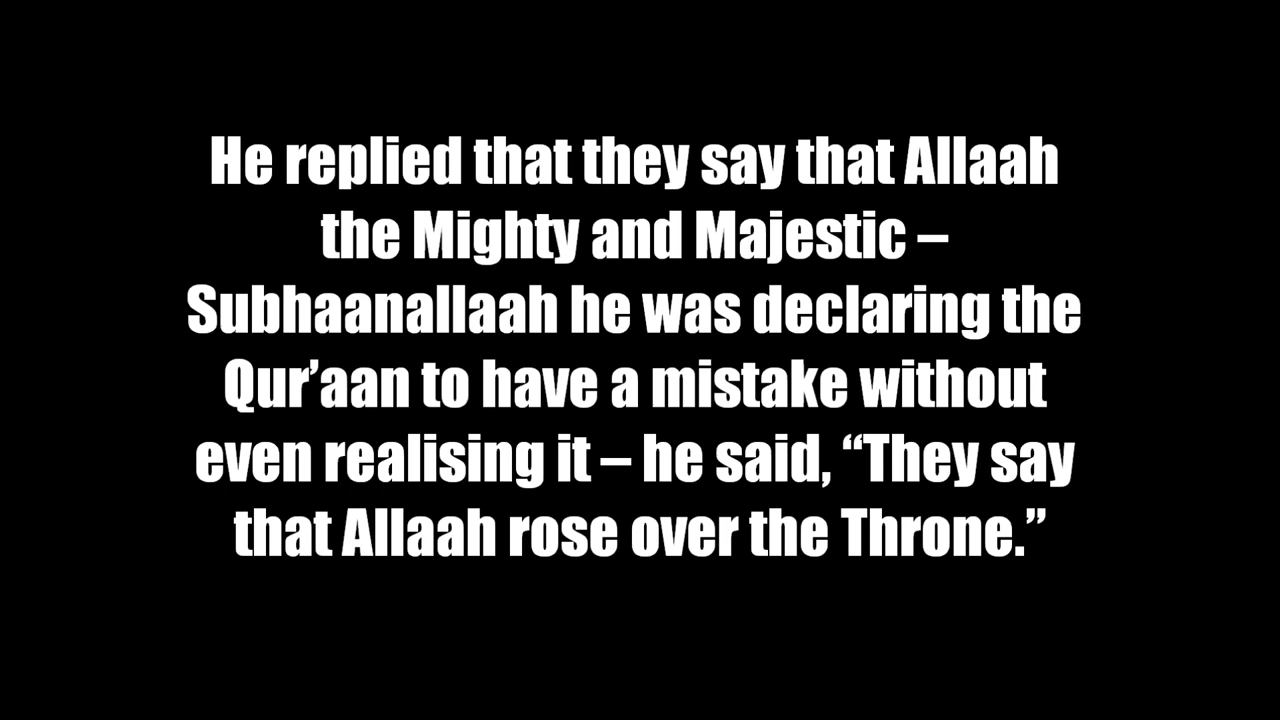 He replied that they say that Allaah
the Mighty and Majestic –
Subhaanallaah he was declaring the
Qur’aan to have a mistake without
even realising it – he said, “They say
that Allaah rose over the Throne.”